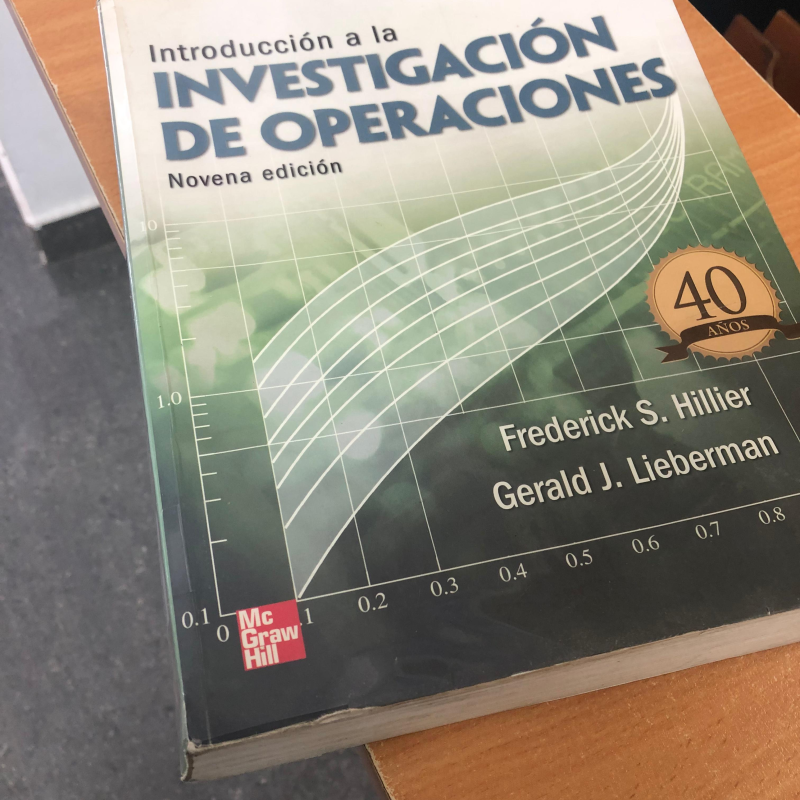 Introducción a la
INVESTIGACIÓN
DE OPERACIONES
Novena edición
10
40
AÑOS
1.0
Frederick S. Hillier
Gerald J. Lieberman
0.1
0
.1
0.2
0.3
0.4
0.5
0.6
0.7
0.8
Mc
Graw
Hill